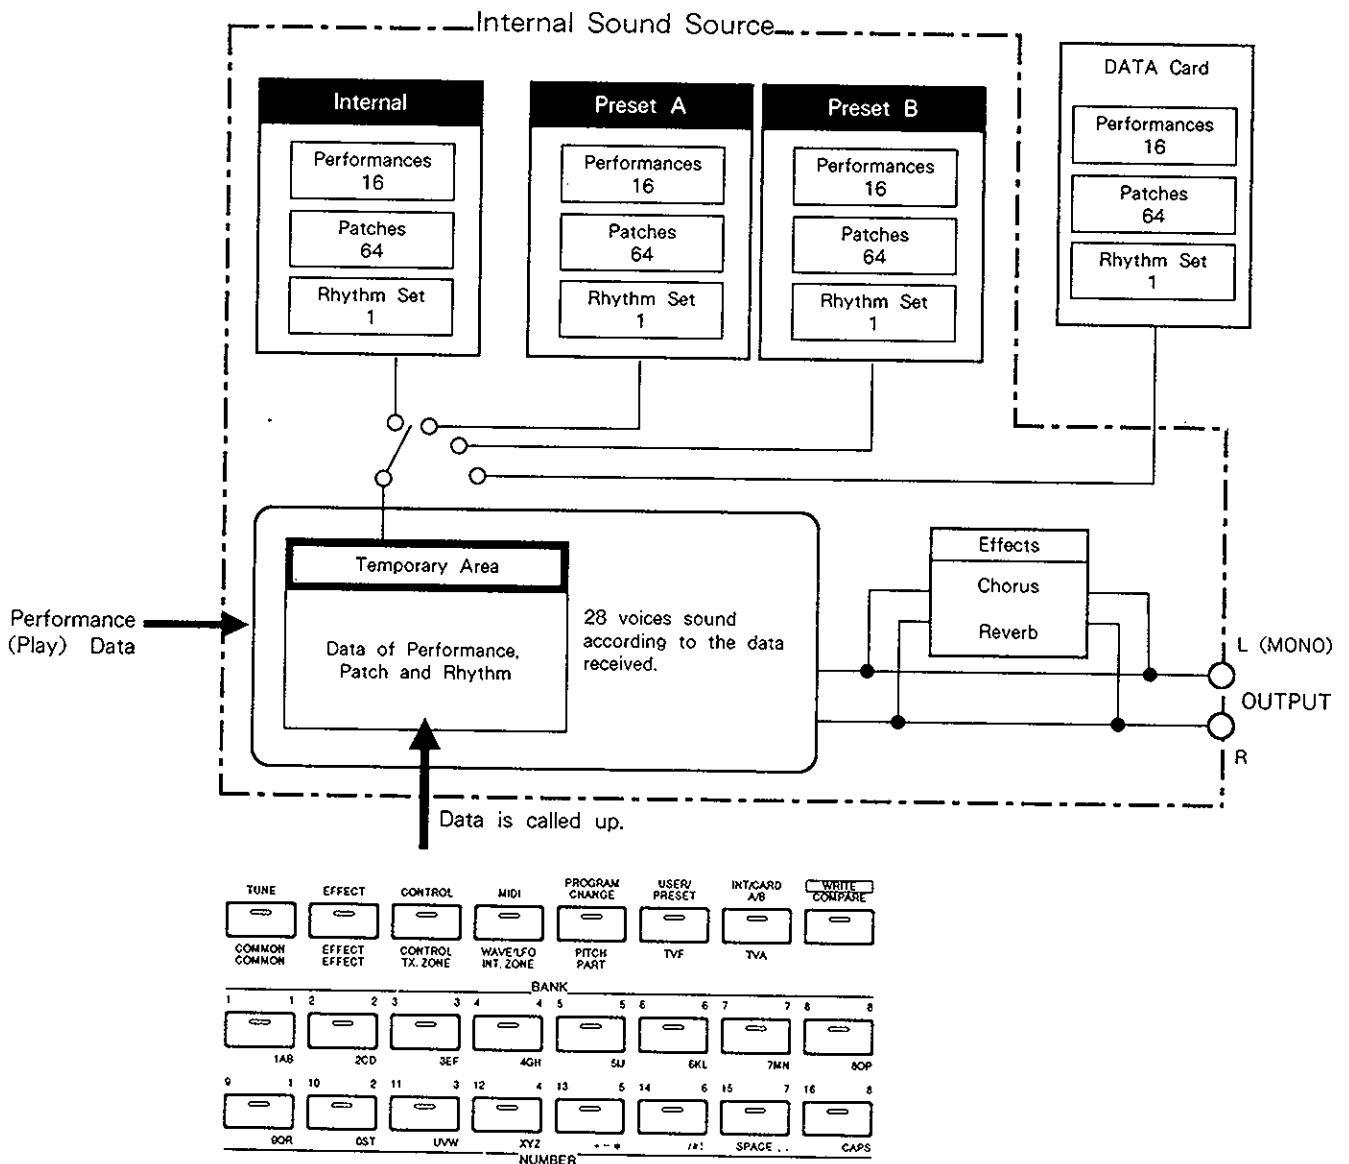 Internal Sound Source
Internal
Performances
16
Patches
64
Rhythm Set
1
Preset A
Performances
16
Patches
64
Rhythm Set
1
Preset B
Performances
16
Patches
64
Rhythm Set
1
DATA Card
Performances
16
Patches
64
Rhythm Set
1
Temporary Area
Data of Performance,
Patch and Rhythm
28 voices sound
according to the data
received.
Performance
(Play) Data
Effects
Chorus
Reverb
L (MONO)
OUTPUT
R
Data is called up.
TUNE EFFECT CONTROL MIDI PROGRAM CHANGE USER/ PRESET INT/CARD A/B WRITE COMPARE
COMMON EFFECT CONTROL WAVE/LFO PITCH TVF TVA
COMMON EFFECT TX. ZONE INT. ZONE PART
BANK
1 1 2 2 3 3 4 4 5 5 6 6 7 7 8 8
1AB 2CD 3EF 4GH 5IJ 6KL 7MN 8OP
9 1 10 2 11 3 12 4 13 5 14 6 15 7 16 8
9QR 0ST UVW XYZ + - * /#! SPACE CAPS
NUMBER